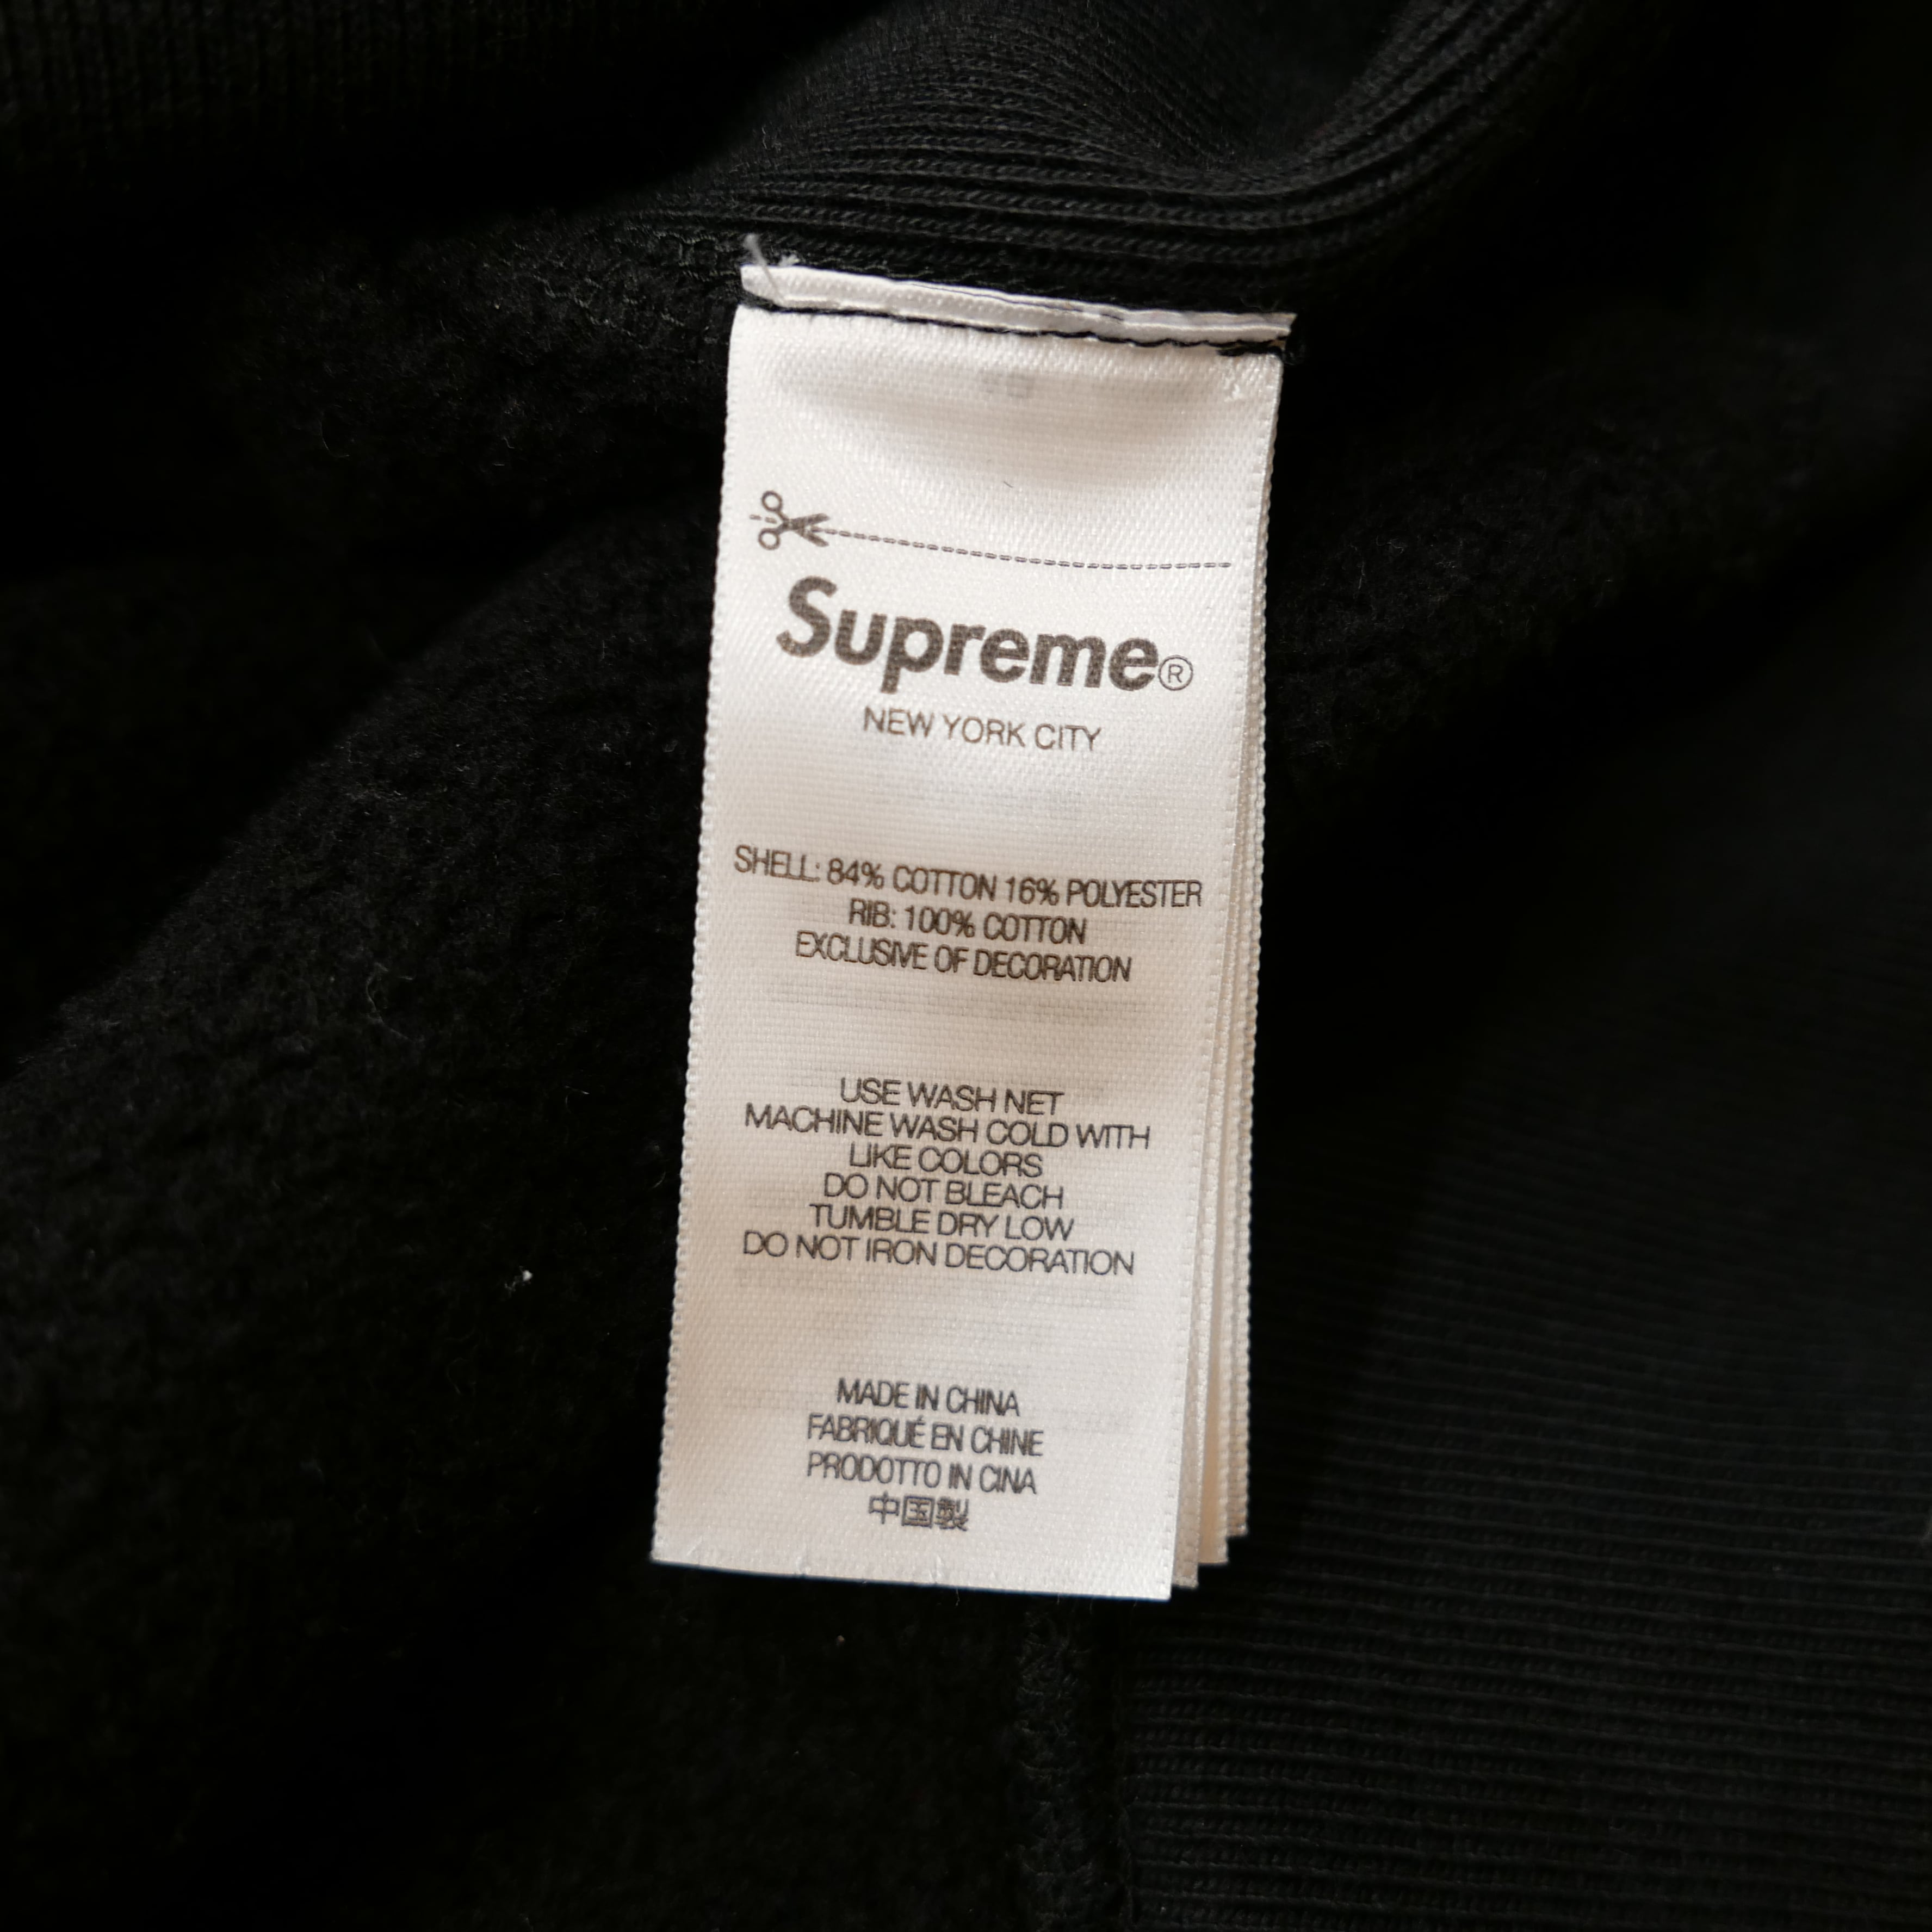 Supreme®
NEW YORK CITY
SHELL: 84% COTTON 16% POLYESTER
RIB: 100% COTTON
EXCLUSIVE OF DECORATION
USE WASH NET
MACHINE WASH COLD WITH
LIKE COLORS
DO NOT BLEACH
TUMBLE DRY LOW
DO NOT IRON DECORATION
MADE IN CHINA
FABRIQUÉ EN CHINE
PRODOTTO IN CINA
中国製